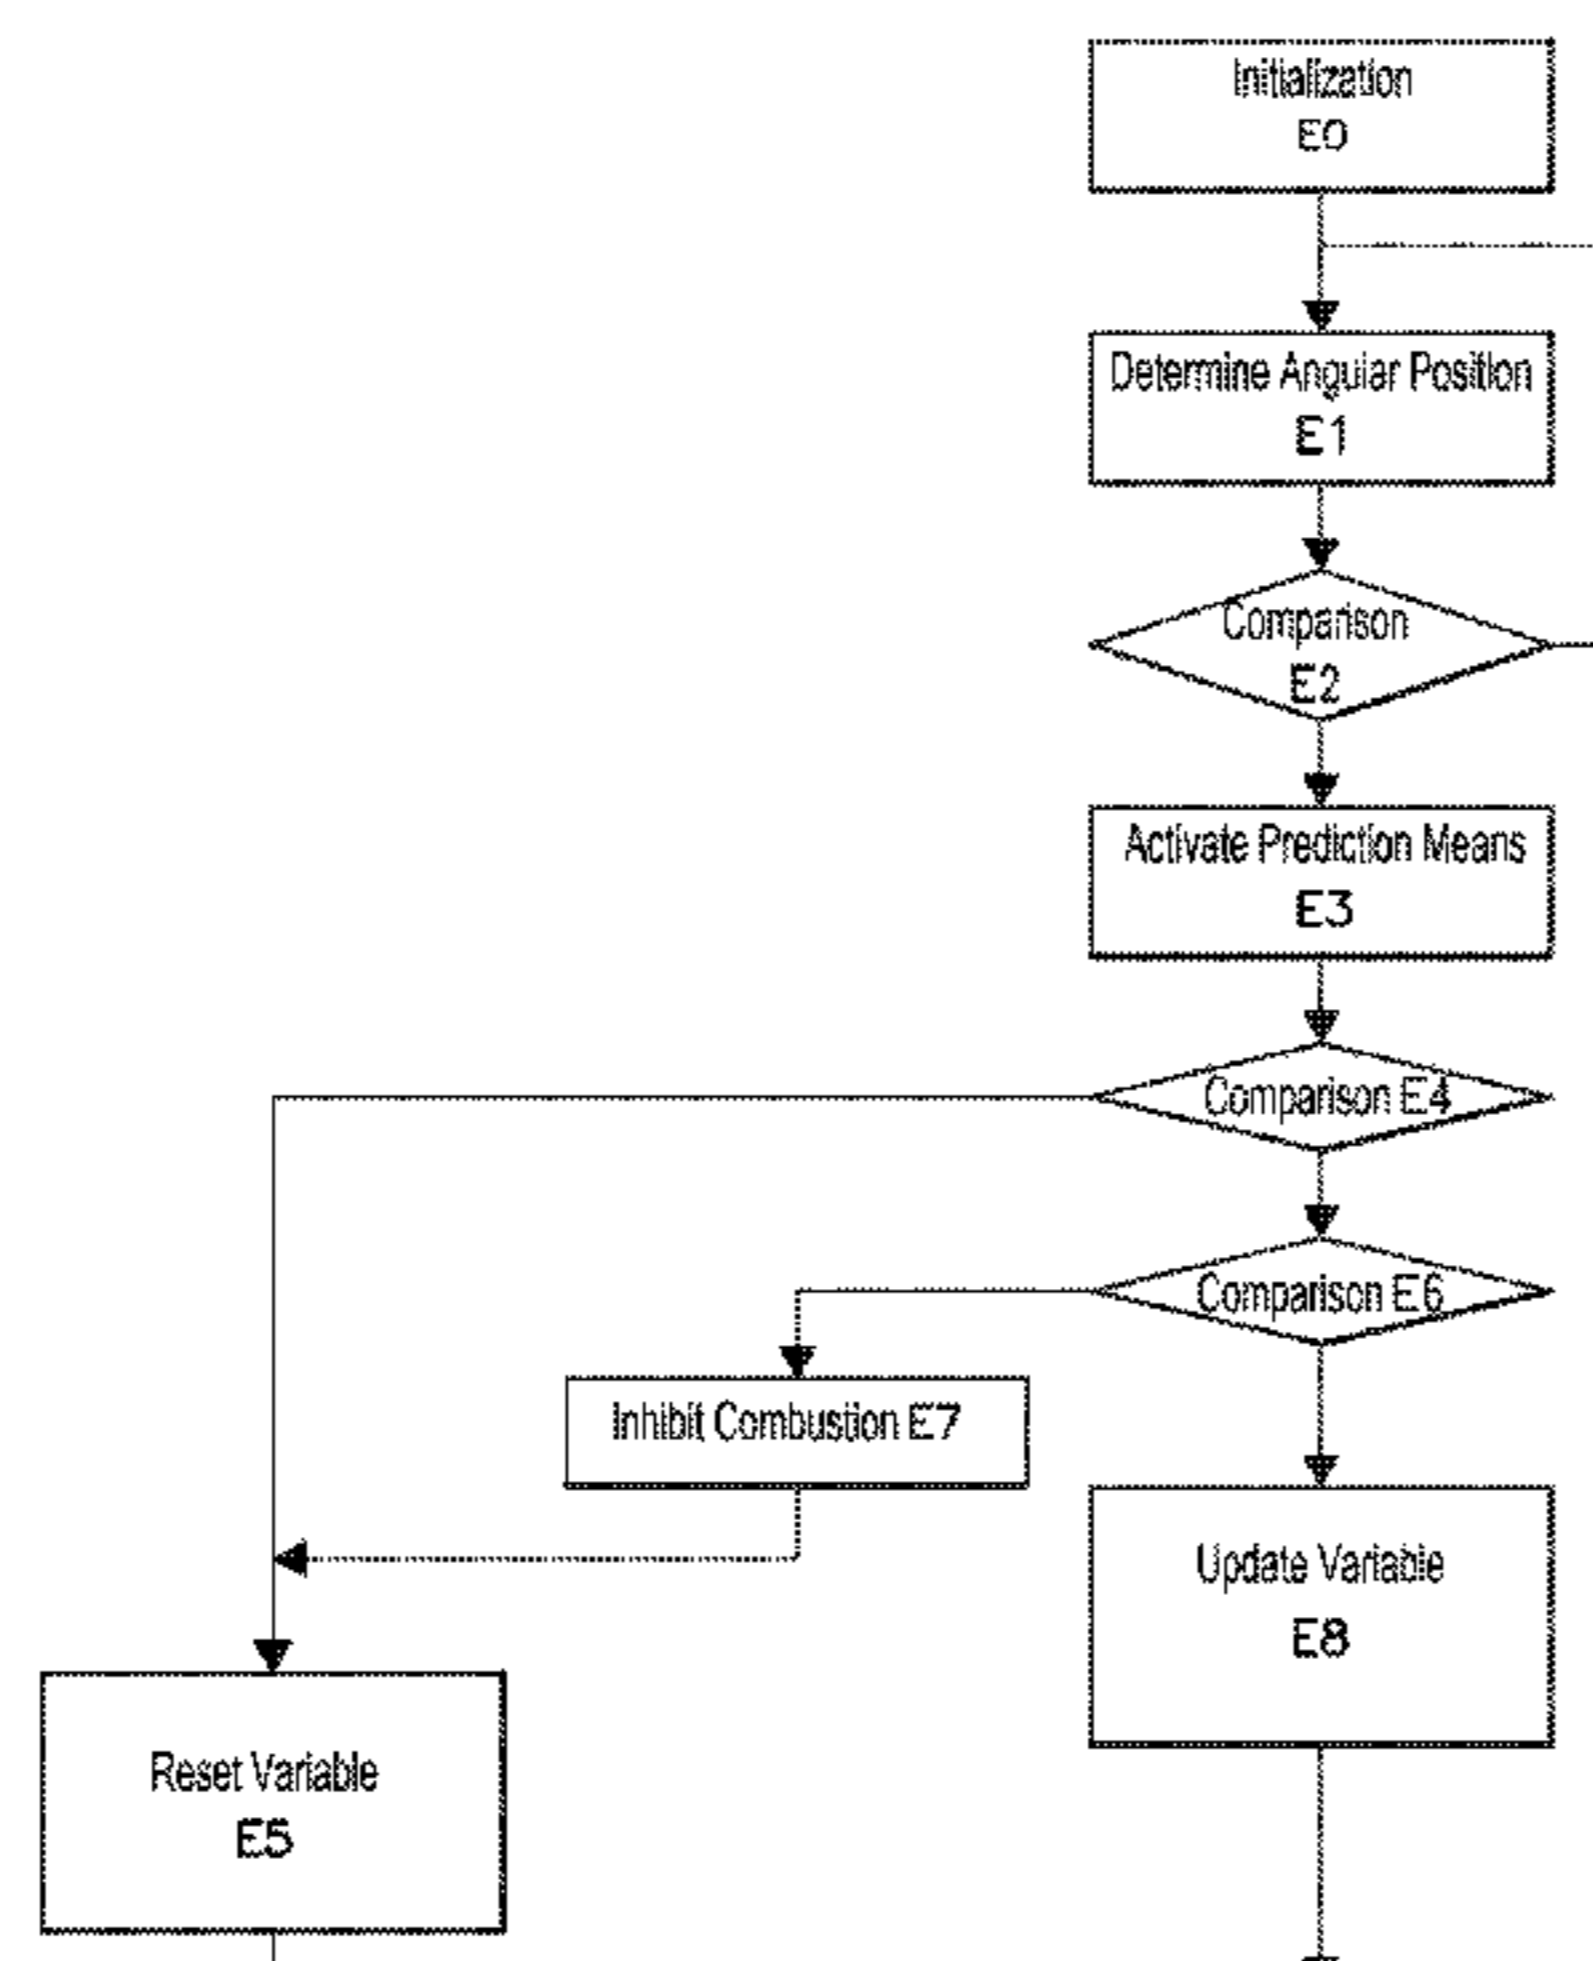 Initialization
E0
Determine Angular Position
E1
Comparison
E2
Activate Prediction Means
E3
Comparison E4
Comparison E6
Inhibit Combustion E7
Update Variable
E8
Reset Variable
E5